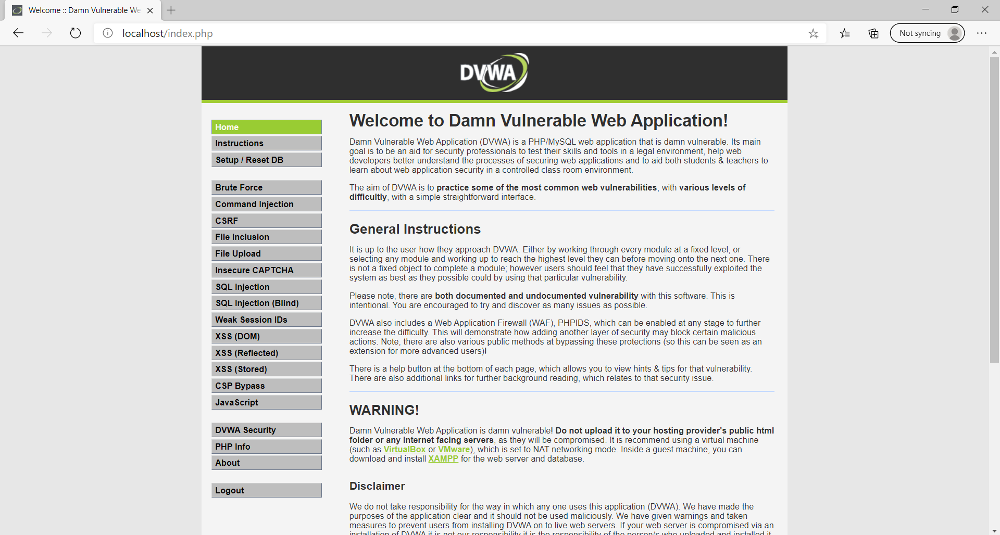 Welcome :: Damn Vulnerable We
localhost/index.php
Not syncing
DVWA
Home
Instructions
Setup / Reset DB
Brute Force
Command Injection
CSRF
File Inclusion
File Upload
Insecure CAPTCHA
SQL Injection
SQL Injection (Blind)
Weak Session IDs
XSS (DOM)
XSS (Reflected)
XSS (Stored)
CSP Bypass
JavaScript
DVWA Security
PHP Info
About
Logout
Welcome to Damn Vulnerable Web Application!
Damn Vulnerable Web Application (DVWA) is a PHP/MySQL web application that is damn vulnerable. Its main
goal is to be an aid for security professionals to test their skills and tools in a legal environment, help web
developers better understand the processes of securing web applications and to aid both students & teachers to
learn about web application security in a controlled class room environment.
The aim of DVWA is to practice some of the most common web vulnerabilities, with various levels of
difficultly, with a simple straightforward interface.
General Instructions
It is up to the user how they approach DVWA. Either by working through every module at a fixed level, or
selecting any module and working up to reach the highest level they can before moving onto the next one. There
is not a fixed object to complete a module; however users should feel that they have successfully exploited the
system as best as they possible could by using that particular vulnerability.
Please note, there are both documented and undocumented vulnerability with this software. This is
intentional. You are encouraged to try and discover as many issues as possible.
DVWA also includes a Web Application Firewall (WAF), PHPIDS, which can be enabled at any stage to further
increase the difficulty. This will demonstrate how adding another layer of security may block certain malicious
actions. Note, there are also various public methods at bypassing these protections (so this can be seen as an
extension for more advanced users)!
There is a help button at the bottom of each page, which allows you to view hints & tips for that vulnerability.
There are also additional links for further background reading, which relates to that security issue.
WARNING!
Damn Vulnerable Web Application is damn vulnerable! Do not upload it to your hosting provider's public html
folder or any Internet facing servers, as they will be compromised. It is recommend using a virtual machine
(such as VirtualBox or VMware), which is set to NAT networking mode. Inside a guest machine, you can
download and install XAMPP for the web server and database.
Disclaimer
We do not take responsibility for the way in which any one uses this application (DVWA). We have made the
purposes of the application clear and it should not be used maliciously. We have given warnings and taken
measures to prevent users from installing DVWA on to live web servers. If your web server is compromised via an
installation of DVWA it is not our responsibility it is the responsibility of the person/s who uploaded and installed it.